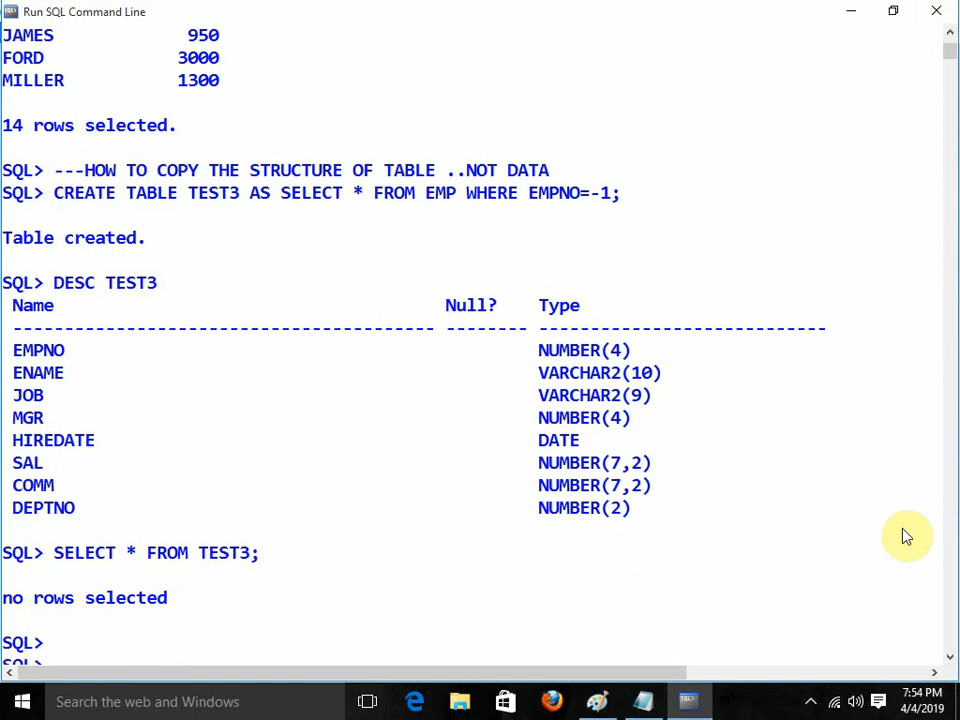 Run SQL Command Line
JAMES 950
FORD 3000
MILLER 1300
14 rows selected.
SQL> ---HOW TO COPY THE STRUCTURE OF TABLE ..NOT DATA
SQL> CREATE TABLE TEST3 AS SELECT * FROM EMP WHERE EMPNO=-1;
Table created.
SQL> DESC TEST3
Name Null? Type
----------------------------------------- -------- ----------------------------
EMPNO NUMBER(4)
ENAME VARCHAR2(10)
JOB VARCHAR2(9)
MGR NUMBER(4)
HIREDATE DATE
SAL NUMBER(7,2)
COMM NUMBER(7,2)
DEPTNO NUMBER(2)
SQL> SELECT * FROM TEST3;
no rows selected
SQL>
SQL>
Search the web and Windows
7:54 PM
4/4/2019